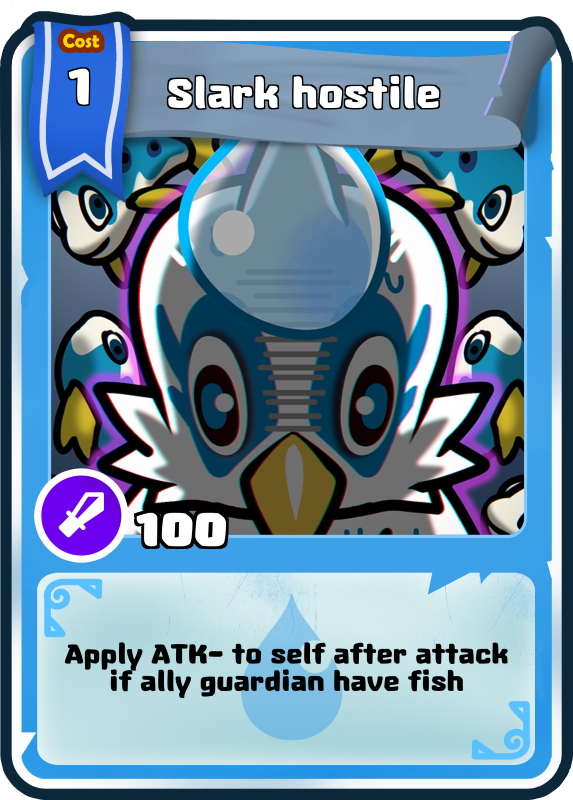 Cost
1
Slark hostile
100
Apply ATK- to self after attack
if ally guardian have fish